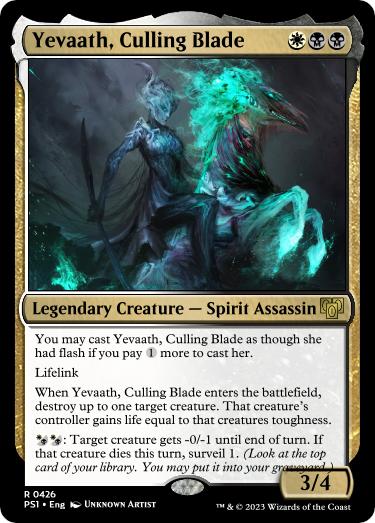 Yevaath, Culling Blade
Legendary Creature — Spirit Assassin
You may cast Yevaath, Culling Blade as though she
had flash if you pay 1 more to cast her.
Lifelink
When Yevaath, Culling Blade enters the battlefield,
destroy up to one target creature. That creature's
controller gains life equal to that creatures toughness.
: Target creature gets -0/-1 until end of turn. If
that creature dies this turn, surveil 1. (Look at the top
card of your library. You may put it into your graveyard.)
3/4
R 0426
PS1 • Eng Unknown Artist
™ & © 2023 Wizards of the Coast